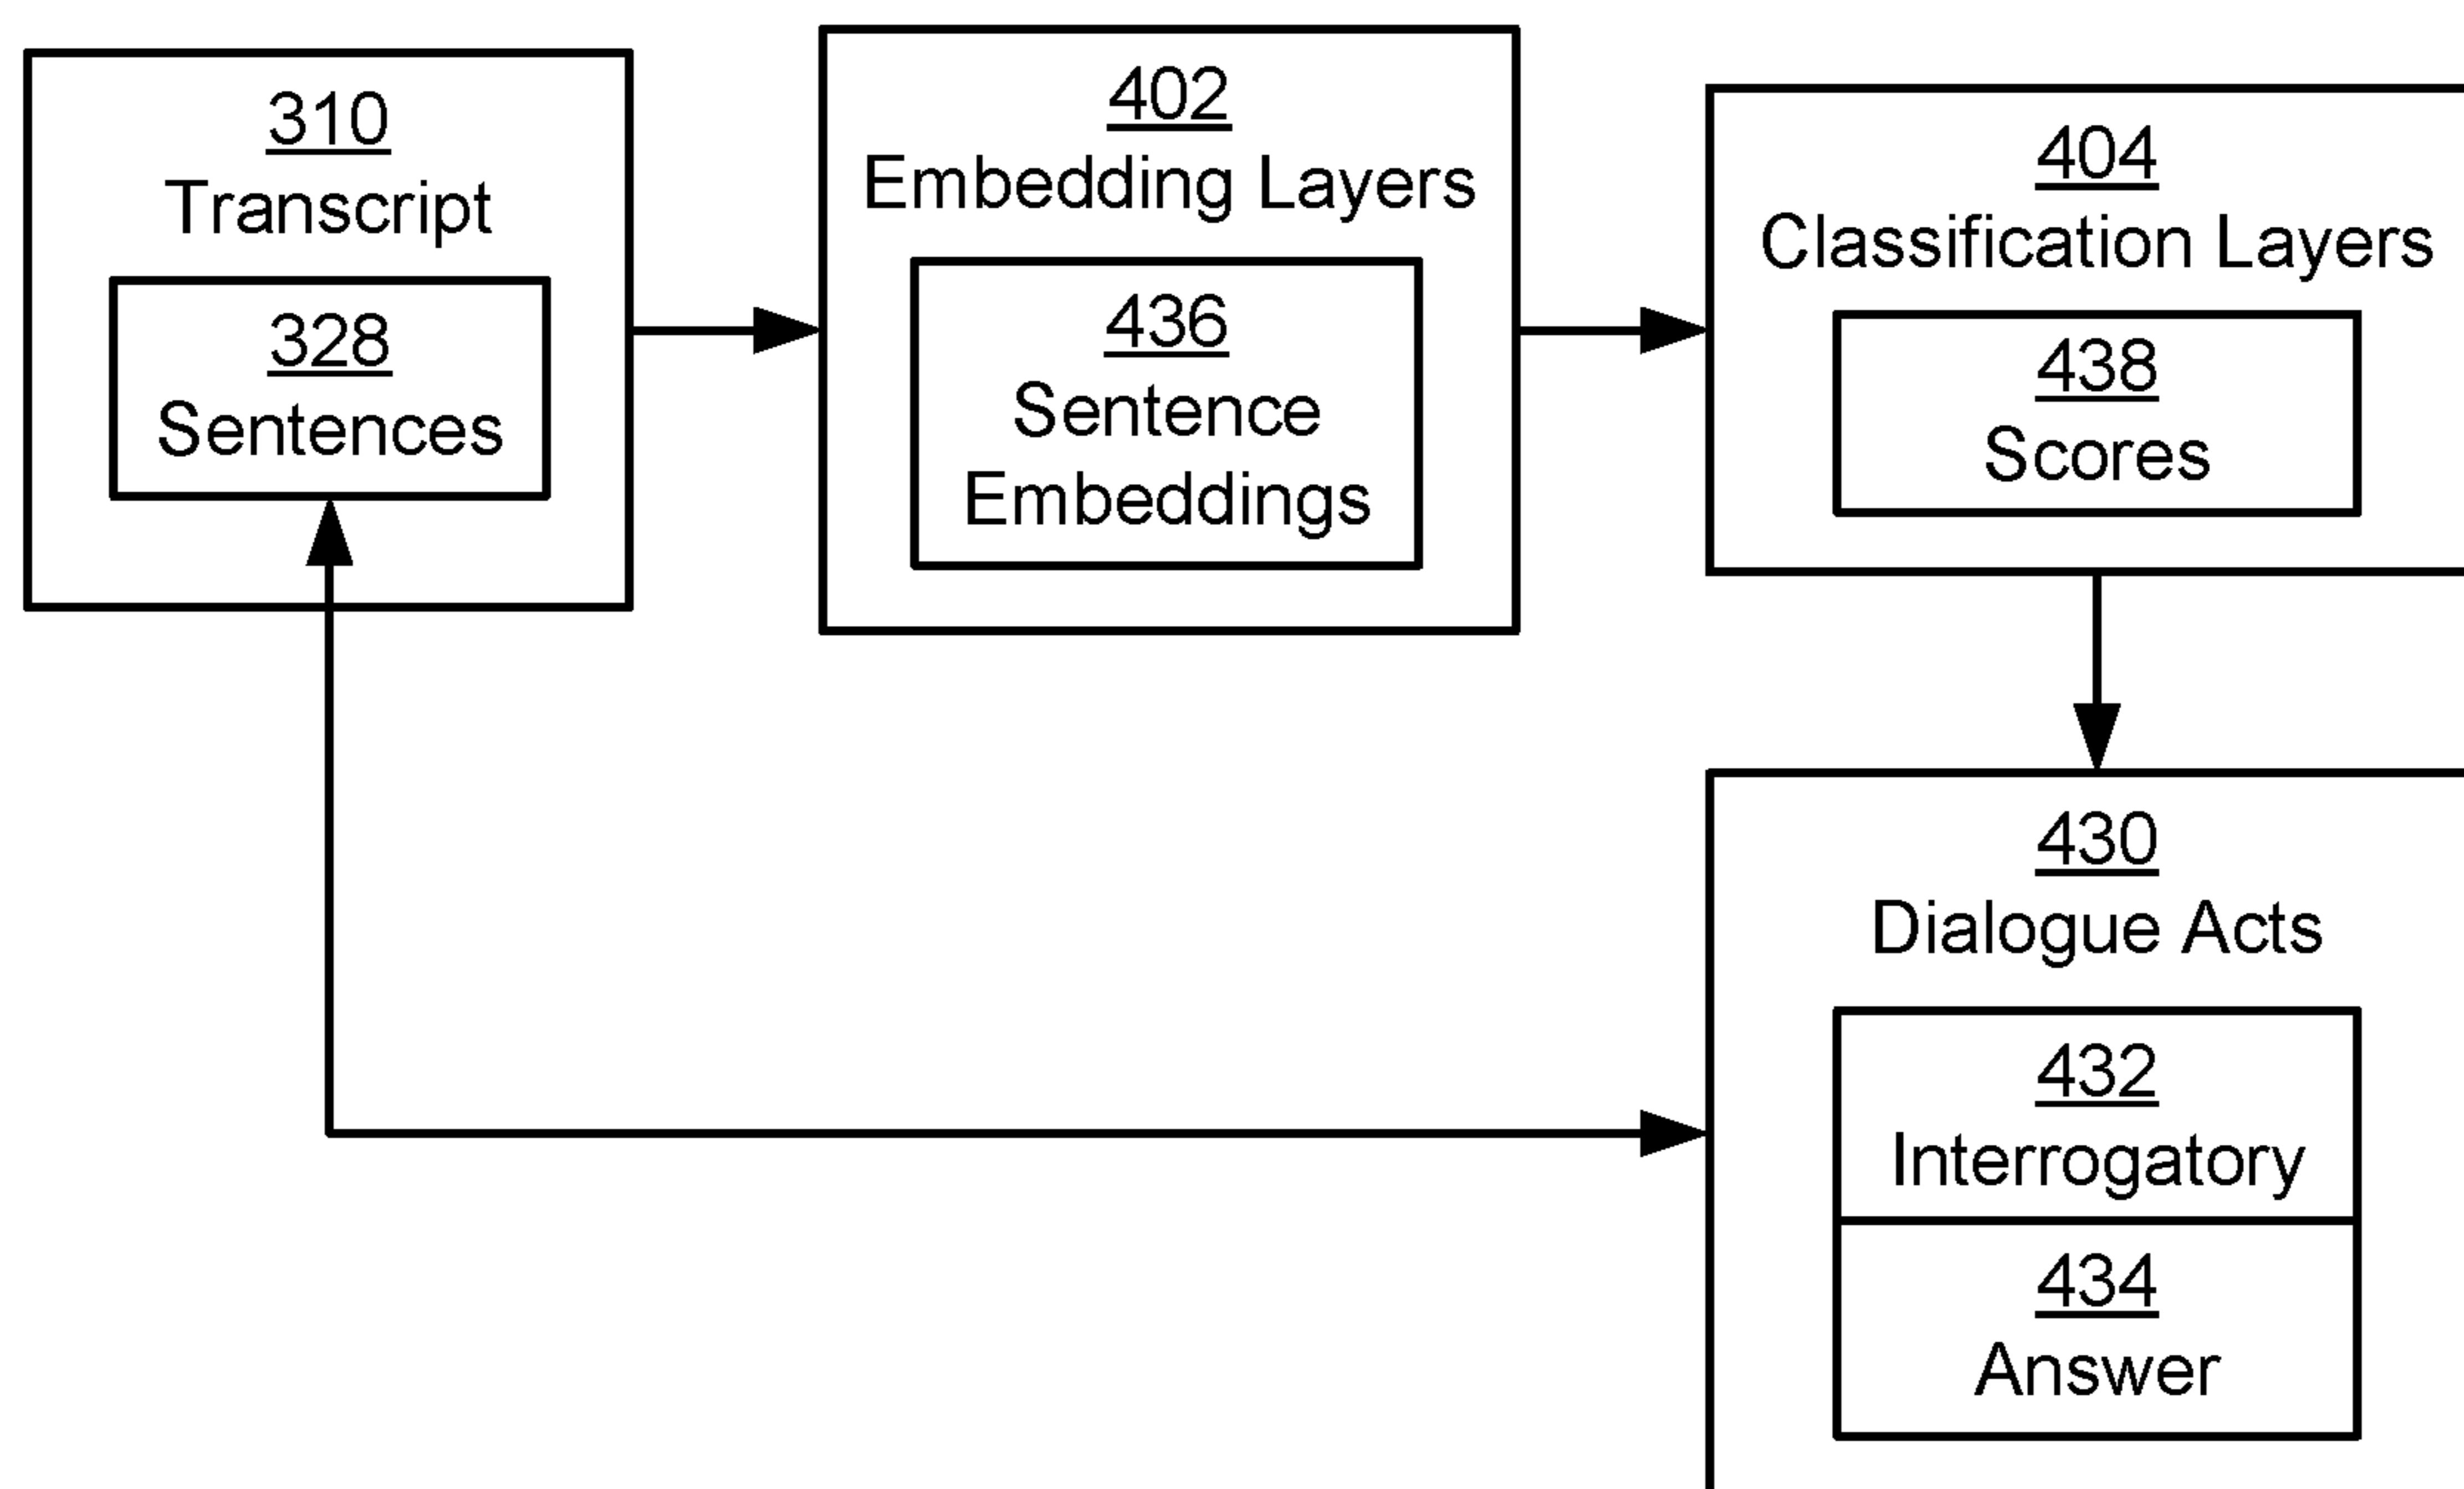 310
Transcript
328
Sentences
402
Embedding Layers
436
Sentence
Embeddings
404
Classification Layers
438
Scores
430
Dialogue Acts
432
Interrogatory
434
Answer